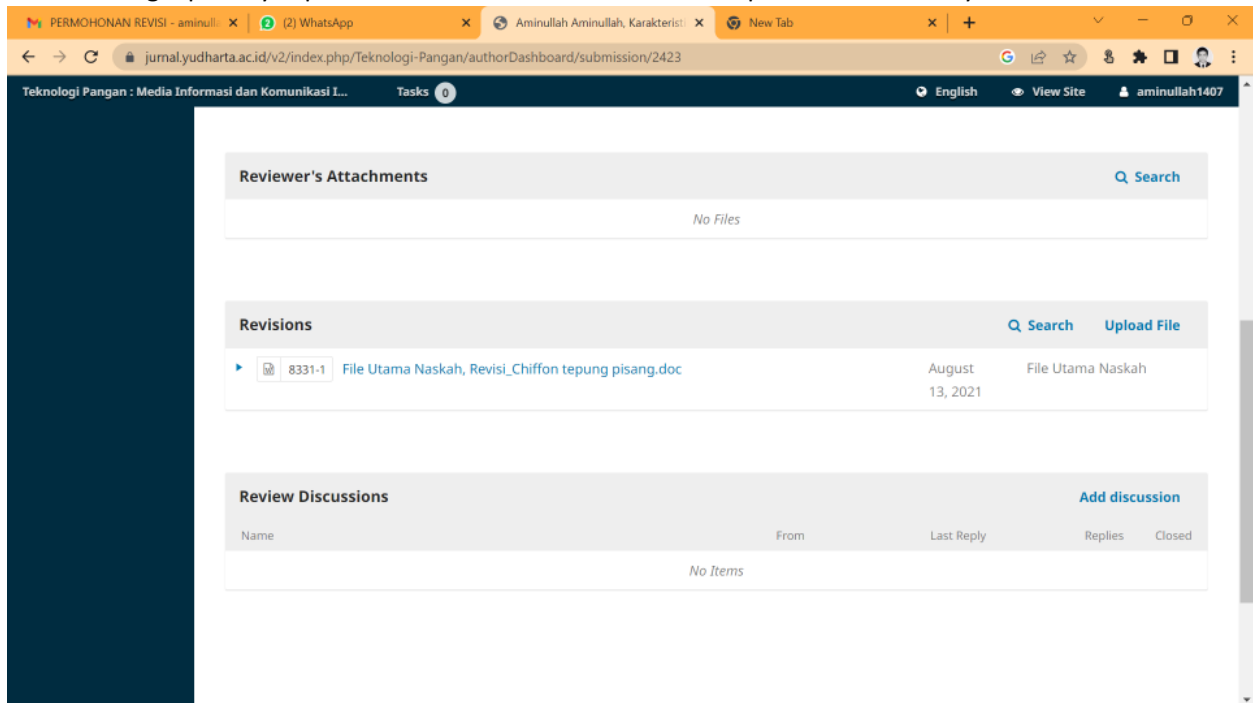 PERMOHONAN REVISI - aminulla
(2) WhatsApp
Aminullah Aminullah, Karakteristi
New Tab
jurnal.yudharta.ac.id/v2/index.php/Teknologi-Pangan/authorDashboard/submission/2423
Teknologi Pangan : Media Informasi dan Komunikasi I... Tasks 0 English View Site aminullah1407
Reviewer's Attachments Search
No Files
Revisions Search Upload File
8331-1 File Utama Naskah, Revisi_Chiffon tepung pisang.doc August 13, 2021 File Utama Naskah
Review Discussions Add discussion
Name From Last Reply Replies Closed
No Items